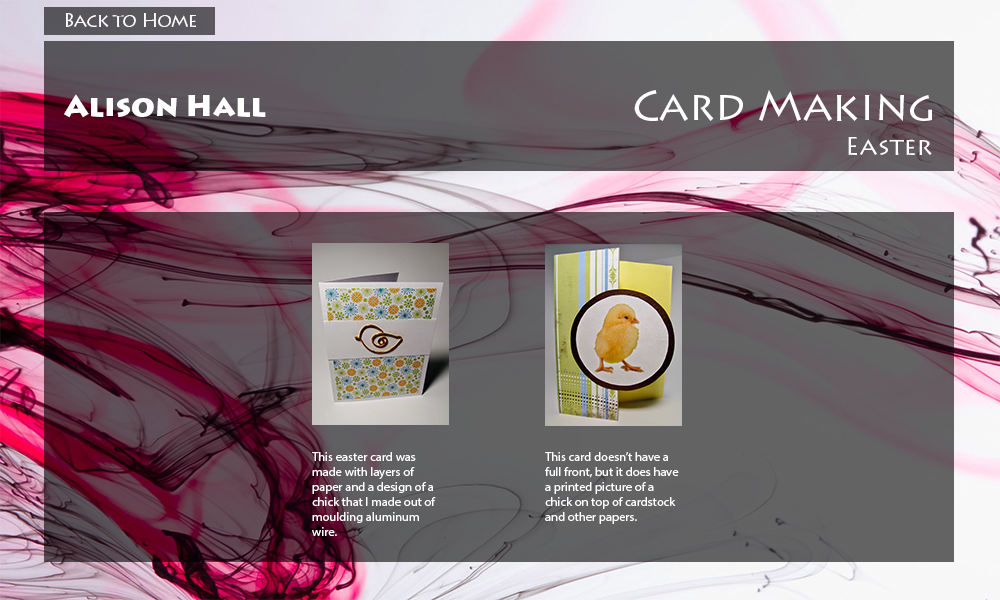 Back to Home
Alison Hall
Card Making
Easter
This easter card was
made with layers of
paper and a design of a
chick that I made out of
moulding aluminum
wire.
This card doesn't have a
full front, but it does have
a printed picture of a
chick on top of cardstock
and other papers.